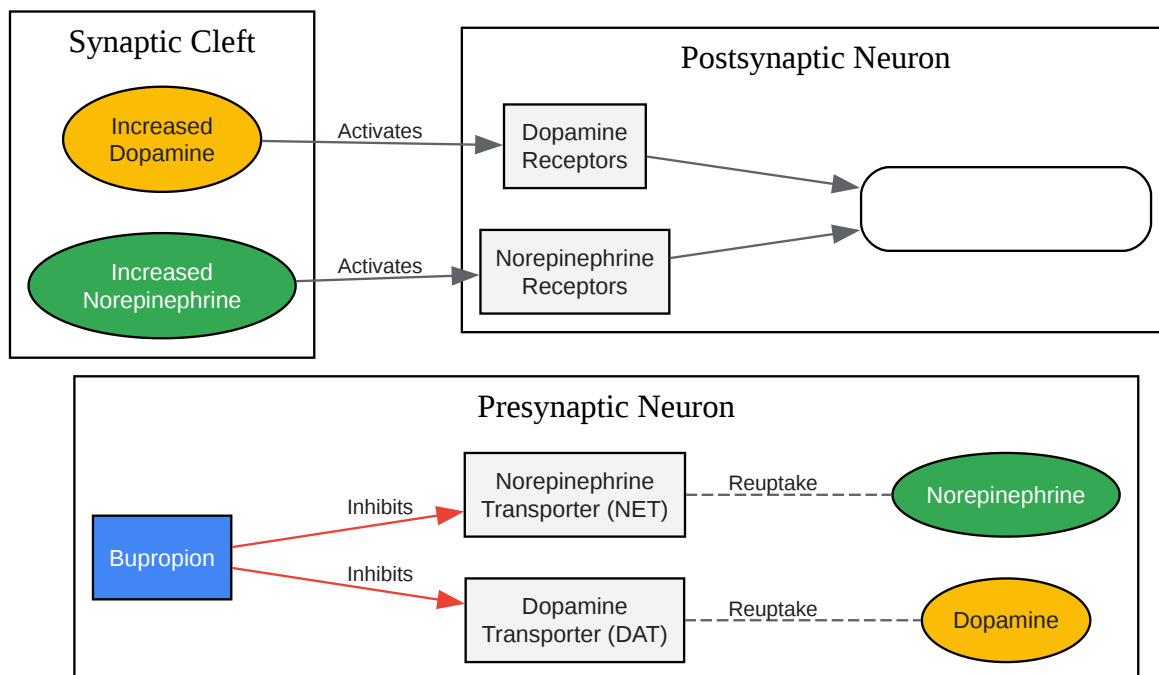 Synaptic Cleft
Increased
Dopamine
Increased
Norepinephrine
Activates
Activates
Postsynaptic Neuron
Dopamine
Receptors
Norepinephrine
Receptors
Presynaptic Neuron
Bupropion
Inhibits
Inhibits
Norepinephrine
Transporter (NET)
Dopamine
Transporter (DAT)
Reuptake
Reuptake
Norepinephrine
Dopamine